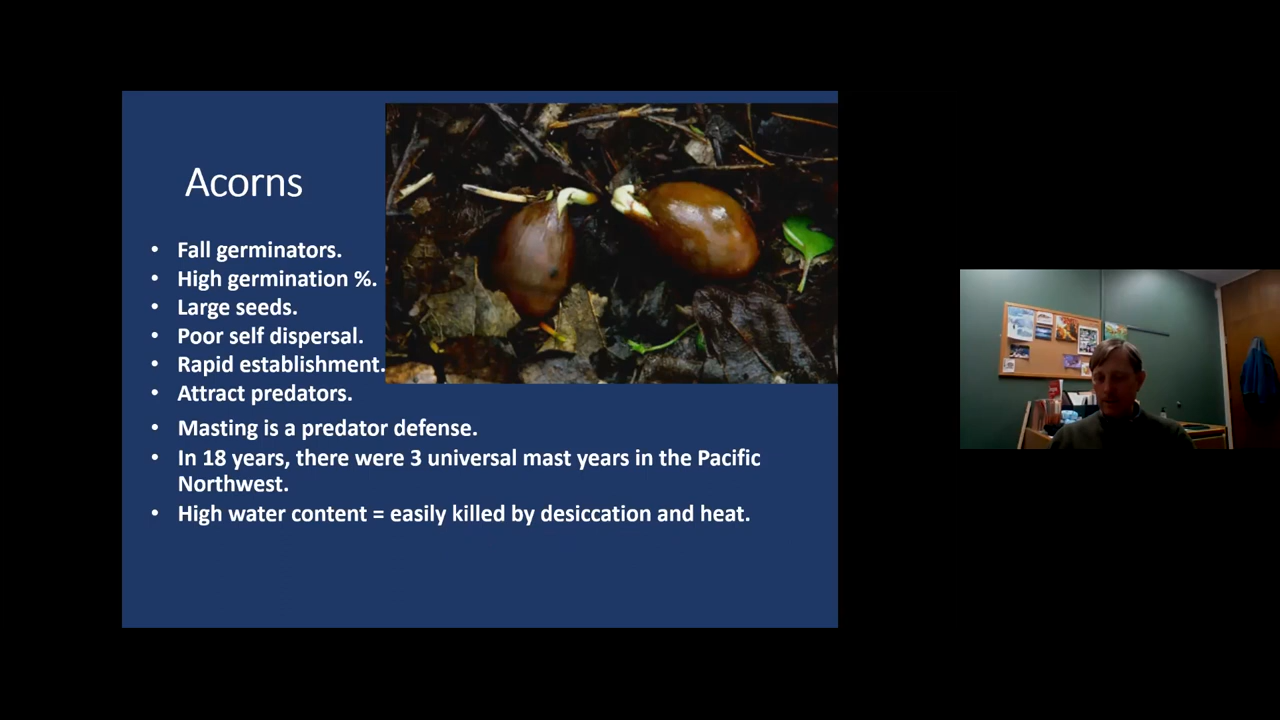 Acorns
• Fall germinators.
• High germination %.
• Large seeds.
• Poor self dispersal.
• Rapid establishment.
• Attract predators.
• Masting is a predator defense.
• In 18 years, there were 3 universal mast years in the Pacific
Northwest.
• High water content = easily killed by desiccation and heat.